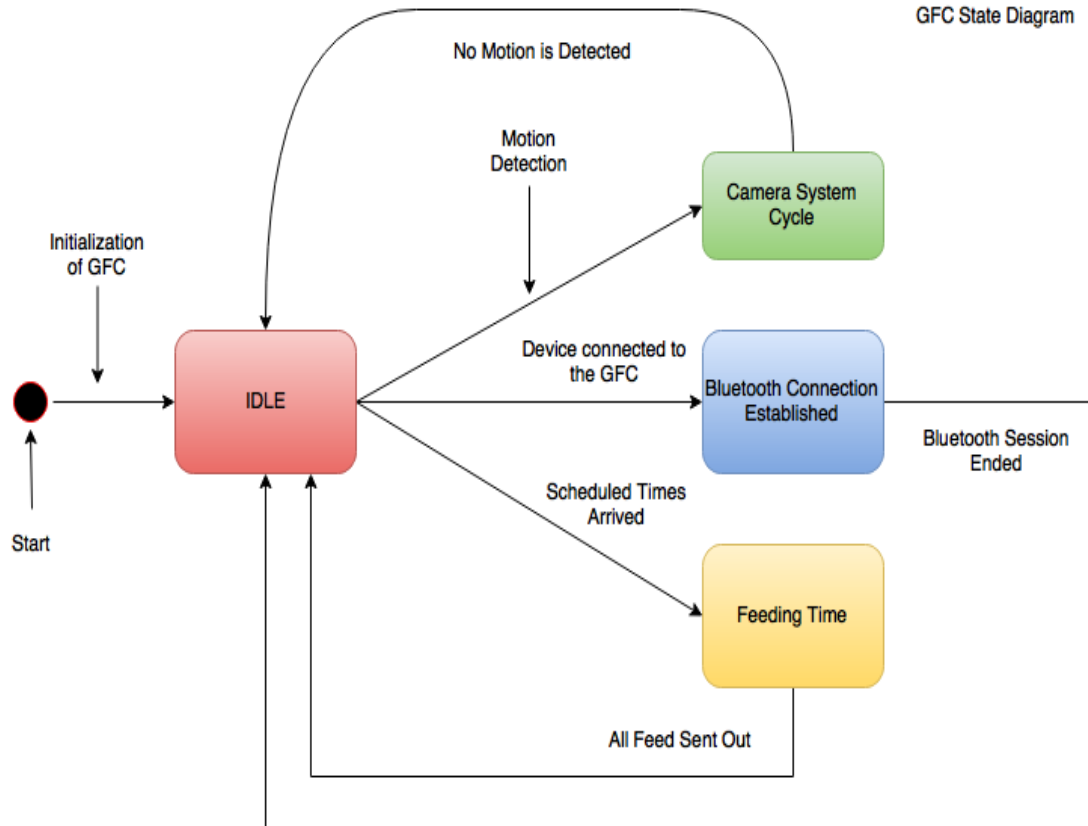 GFC State Diagram
No Motion is Detected
Motion
Detection
Camera System
Cycle
Initialization
of GFC
Device connected to
the GFC
IDLE
Bluetooth Connection
Established
Bluetooth Session
Ended
Scheduled Times
Arrived
Start
Feeding Time
All Feed Sent Out